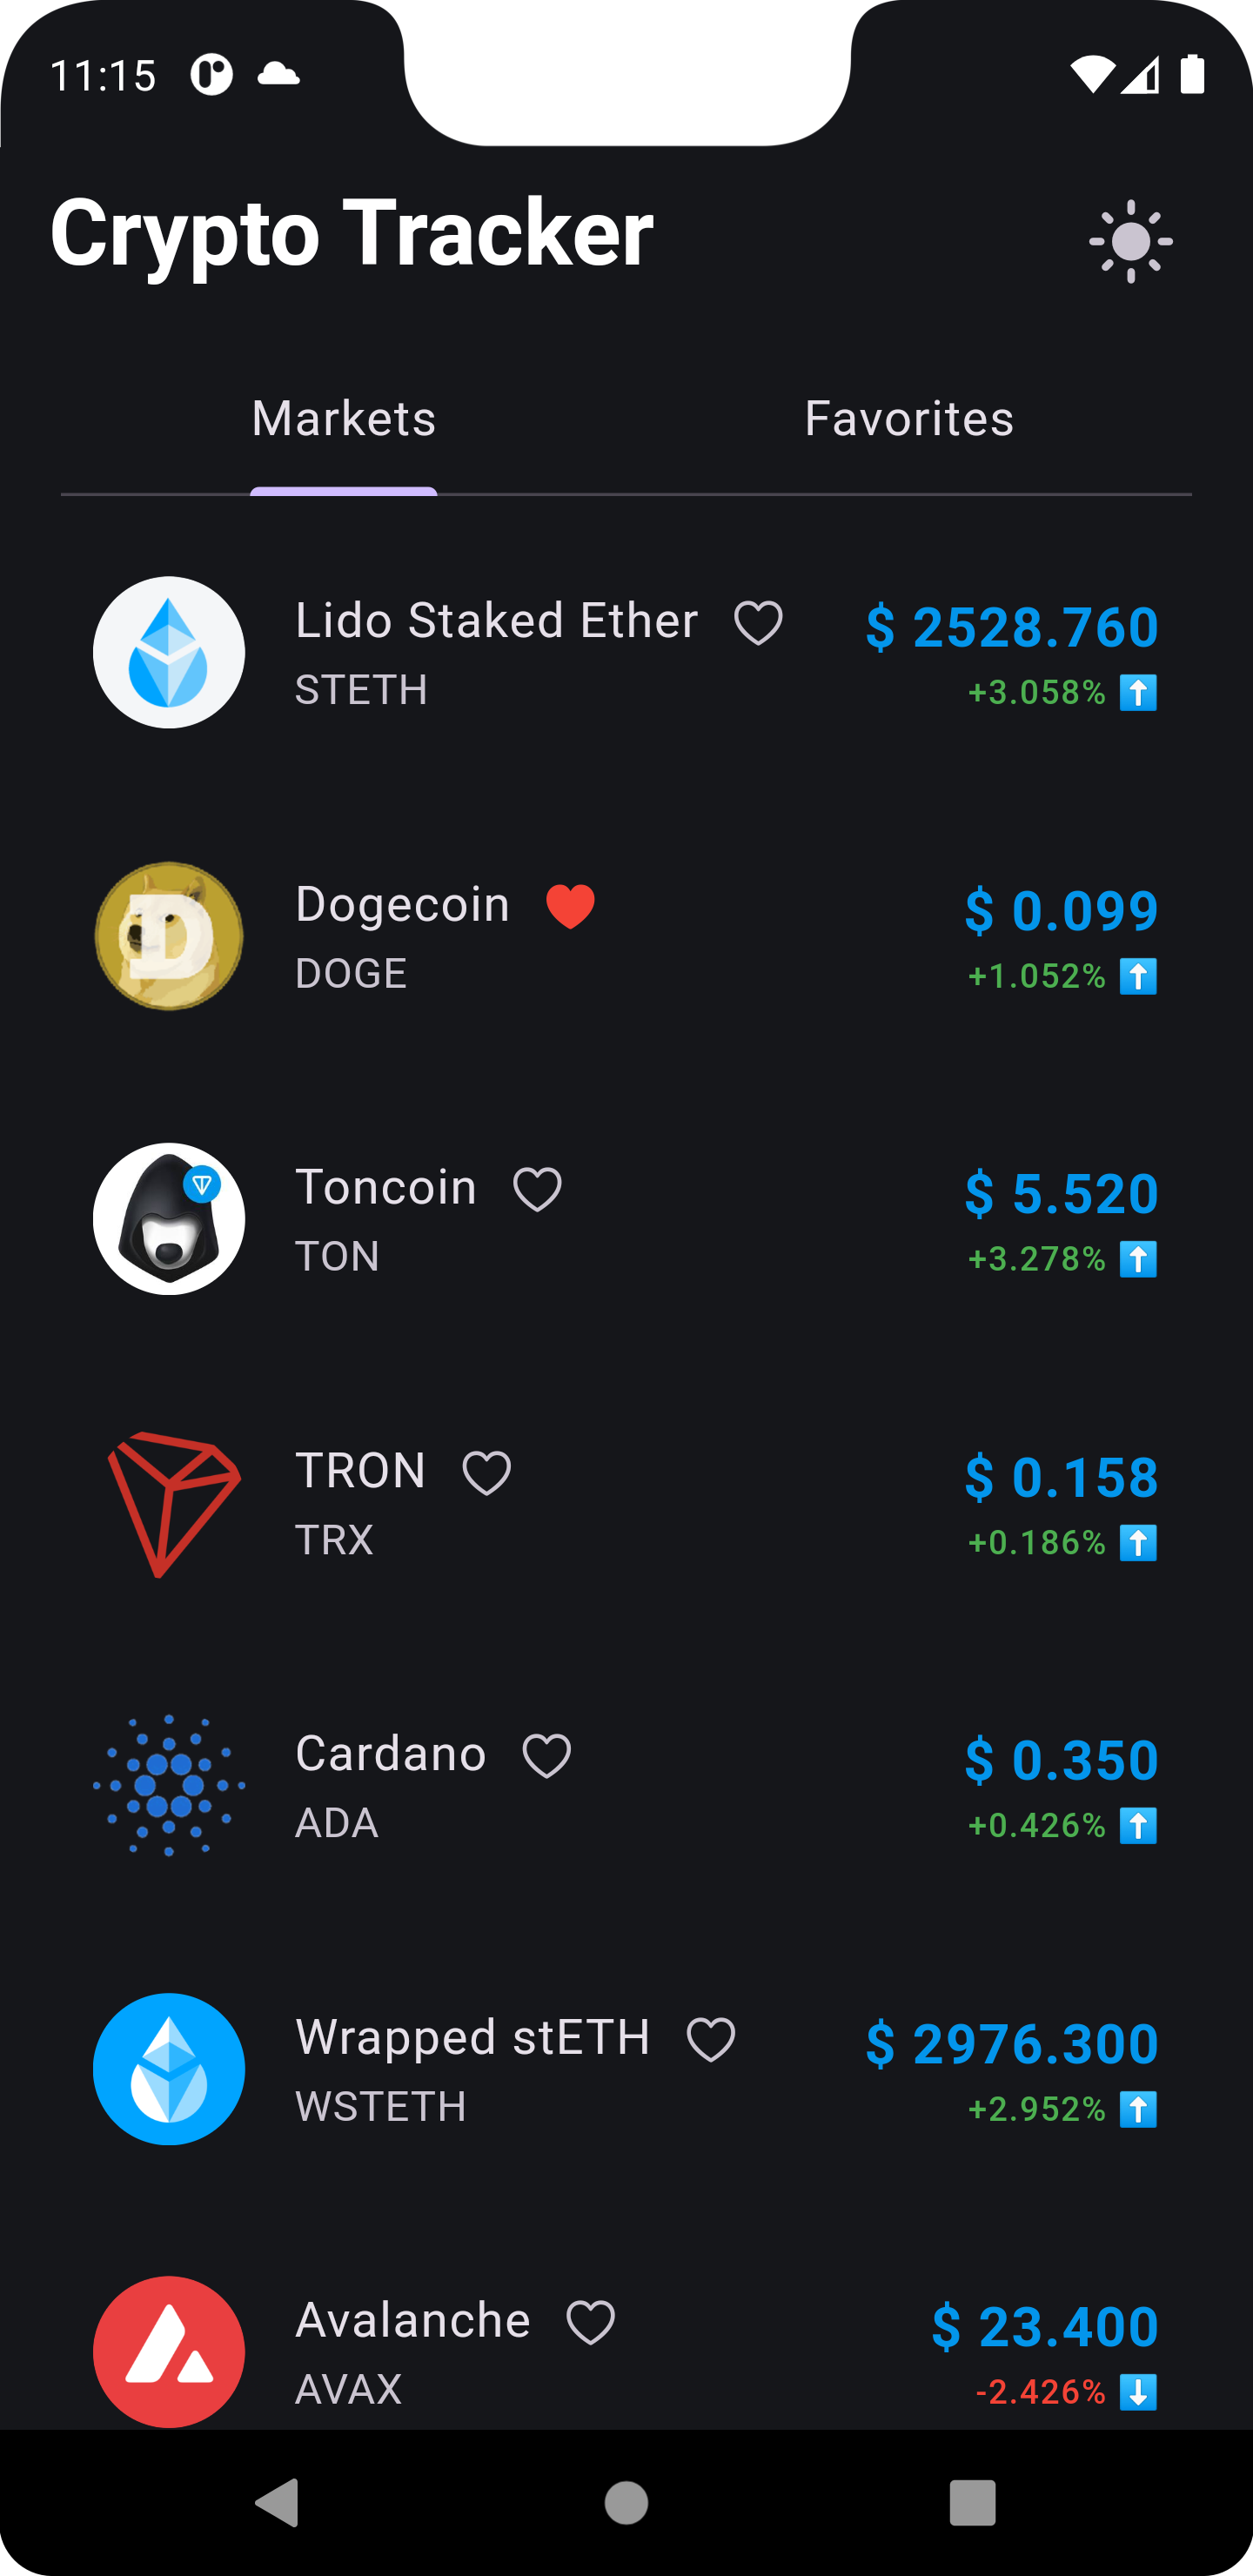 11:15
Crypto Tracker
Markets Favorites
Lido Staked Ether $ 2528.760
STETH +3.058% ⬆️
Dogecoin $ 0.099
DOGE +1.052% ⬆️
Toncoin $ 5.520
TON +3.278% ⬆️
TRON $ 0.158
TRX +0.186% ⬆️
Cardano $ 0.350
ADA +0.426% ⬆️
Wrapped stETH $ 2976.300
WSTETH +2.952% ⬆️
Avalanche $ 23.400
AVAX -2.426% ⬇️